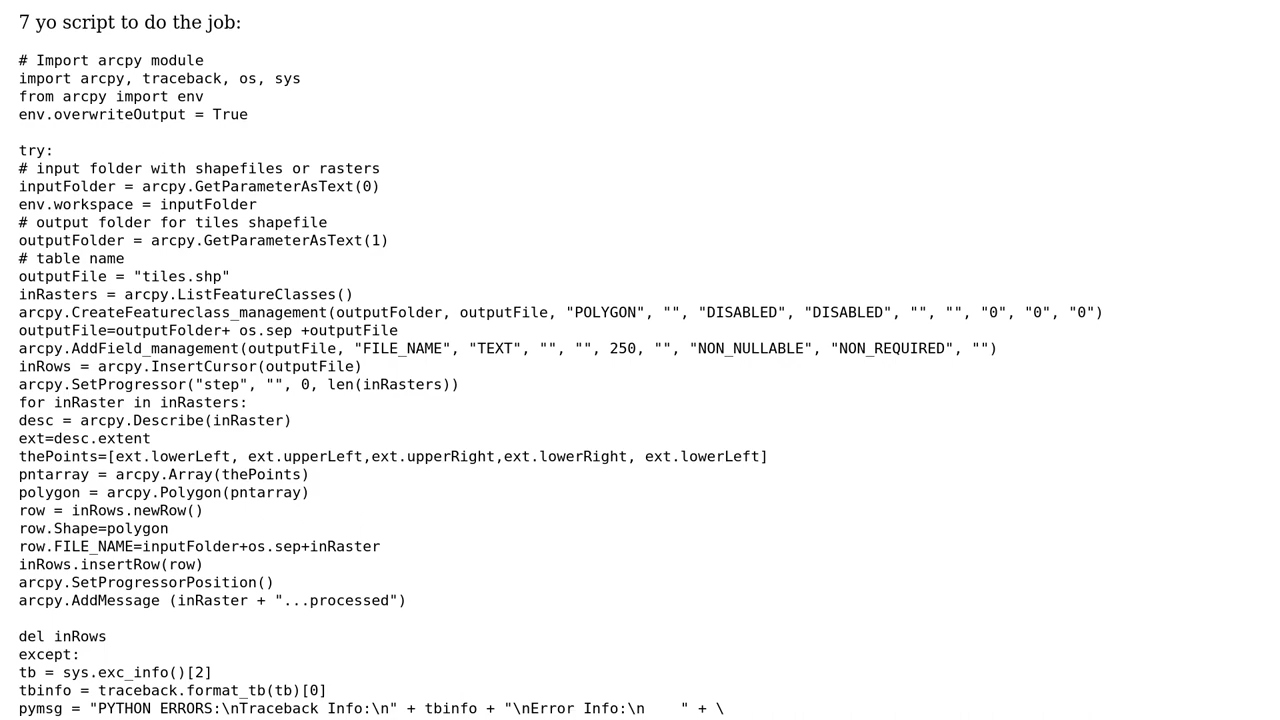 7 yo script to do the job:
# Import arcpy module
import arcpy, traceback, os, sys
from arcpy import env
env.overwriteOutput = True
try:
# input folder with shapefiles or rasters
inputFolder = arcpy.GetParameterAsText(0)
env.workspace = inputFolder
# output folder for tiles shapefile
outputFolder = arcpy.GetParameterAsText(1)
# table name
outputFile = "tiles.shp"
inRasters = arcpy.ListFeatureClasses()
arcpy.CreateFeatureclass_management(outputFolder, outputFile, "POLYGON", "", "DISABLED", "DISABLED", "", "", "0", "0", "0")
outputFile=outputFolder+ os.sep +outputFile
arcpy.AddField_management(outputFile, "FILE_NAME", "TEXT", "", "", 250, "", "NON_NULLABLE", "NON_REQUIRED", "")
inRows = arcpy.InsertCursor(outputFile)
arcpy.SetProgressor("step", "", 0, len(inRasters))
for inRaster in inRasters:
desc = arcpy.Describe(inRaster)
ext=desc.extent
thePoints=[ext.lowerLeft, ext.upperLeft,ext.upperRight,ext.lowerRight, ext.lowerLeft]
pntarray = arcpy.Array(thePoints)
polygon = arcpy.Polygon(pntarray)
row = inRows.newRow()
row.Shape=polygon
row.FILE_NAME=inputFolder+os.sep+inRaster
inRows.insertRow(row)
arcpy.SetProgressorPosition()
arcpy.AddMessage (inRaster + "...processed")
del inRows
except:
tb = sys.exc_info()[2]
tbinfo = traceback.format_tb(tb)[0]
pymsg = "PYTHON ERRORS:\nTraceback Info:\n" + tbinfo + "\nError Info:\n    " + \